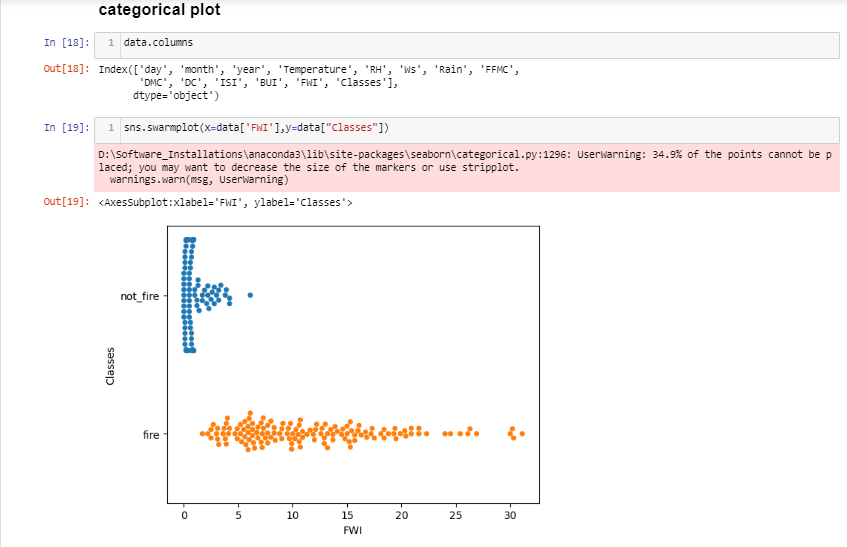 categorical plot
In [18]: 1 data.columns
Out[18]: Index(['day', 'month', 'year', 'Temperature', 'RH', 'Ws', 'Rain', 'FFMC',
'DMC', 'DC', 'ISI', 'BUI', 'FWI', 'Classes'],
dtype='object')
In [19]: 1 sns.swarmplot(x=data['FWI'],y=data["Classes"])
D:\Software_Installations\anaconda3\lib\site-packages\seaborn\categorical.py:1296: UserWarning: 34.9% of the points cannot be p
laced; you may want to decrease the size of the markers or use stripplot.
warnings.warn(msg, UserWarning)
Out[19]: <AxesSubplot:xlabel='FWI', ylabel='Classes'>
not_fire
Classes
fire
0 5 10 15 20 25 30
FWI